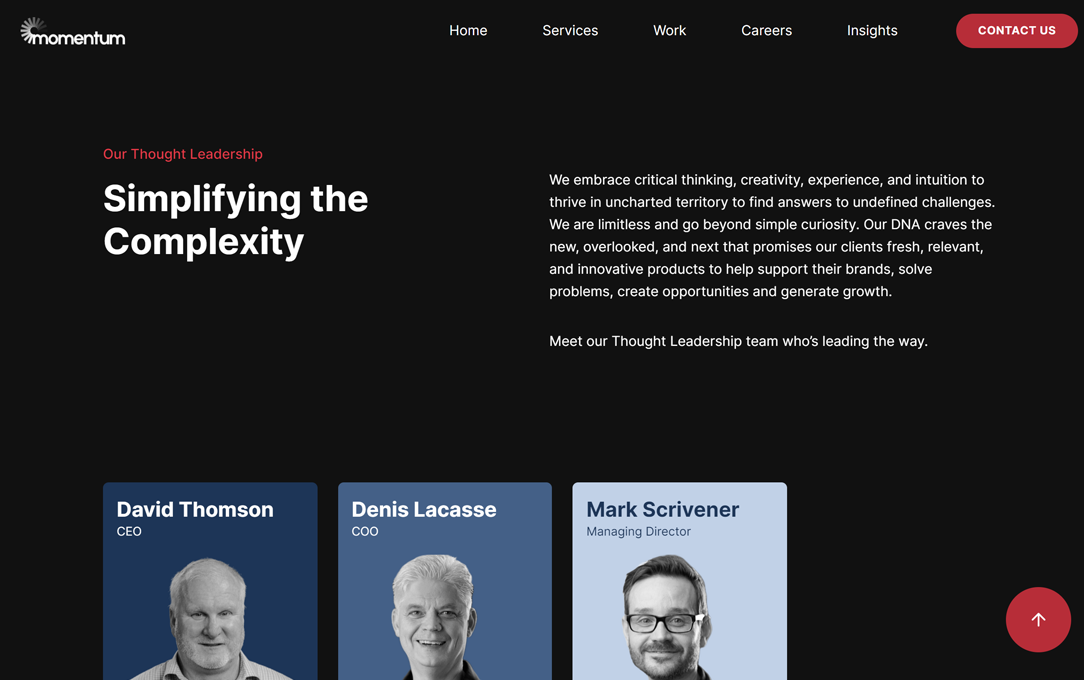 momentum
Home
Services
Work
Careers
Insights
CONTACT US
Our Thought Leadership
Simplifying the
Complexity
We embrace critical thinking, creativity, experience, and intuition to
thrive in uncharted territory to find answers to undefined challenges.
We are limitless and go beyond simple curiosity. Our DNA craves the
new, overlooked, and next that promises our clients fresh, relevant,
and innovative products to help support their brands, solve
problems, create opportunities and generate growth.
Meet our Thought Leadership team who’s leading the way.
David Thomson
CEO
Denis Lacasse
COO
Mark Scrivener
Managing Director